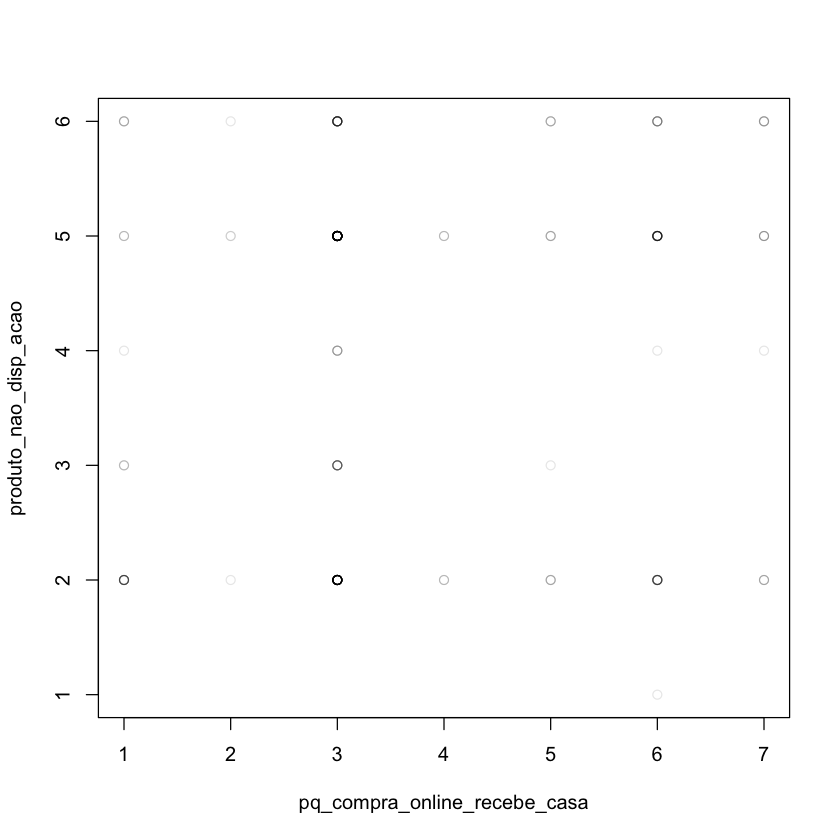 6
5
4
3
2
1
produto_nao_disp_acao
1 2 3 4 5 6 7
pq_compra_online_recebe_casa